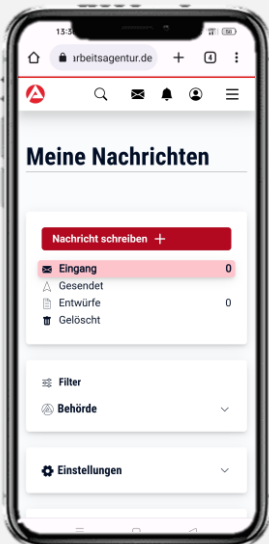 arbeitsagentur.de + 4
Meine Nachrichten
Nachricht schreiben +
Eingang 0
Gesendet
Entwürfe 0
Gelöscht
Filter
Behörde
Einstellungen